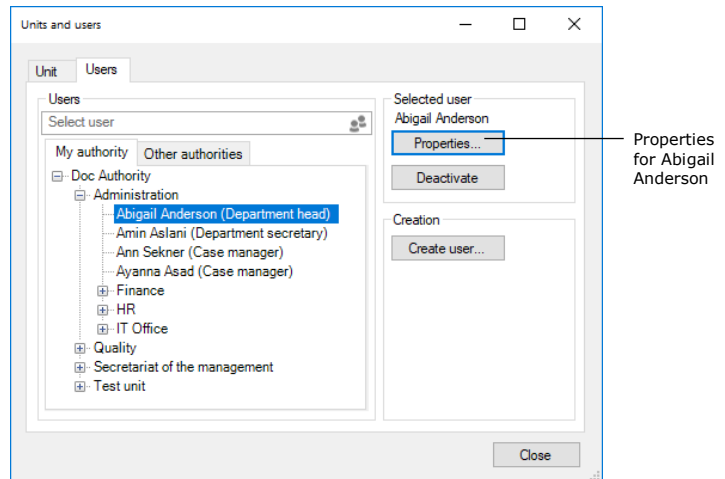 Units and users
Unit
Users
Users
Select user
My authority
Other authorities
Doc Authority
Administration
Abigail Anderson (Department head)
Amin Aslani (Department secretary)
Ann Sekner (Case manager)
Ayanna Asad (Case manager)
Finance
HR
IT Office
Quality
Secretariat of the management
Test unit
Selected user
Abigail Anderson
Properties...
Deactivate
Creation
Create user...
Close
Properties
for Abigail
Anderson